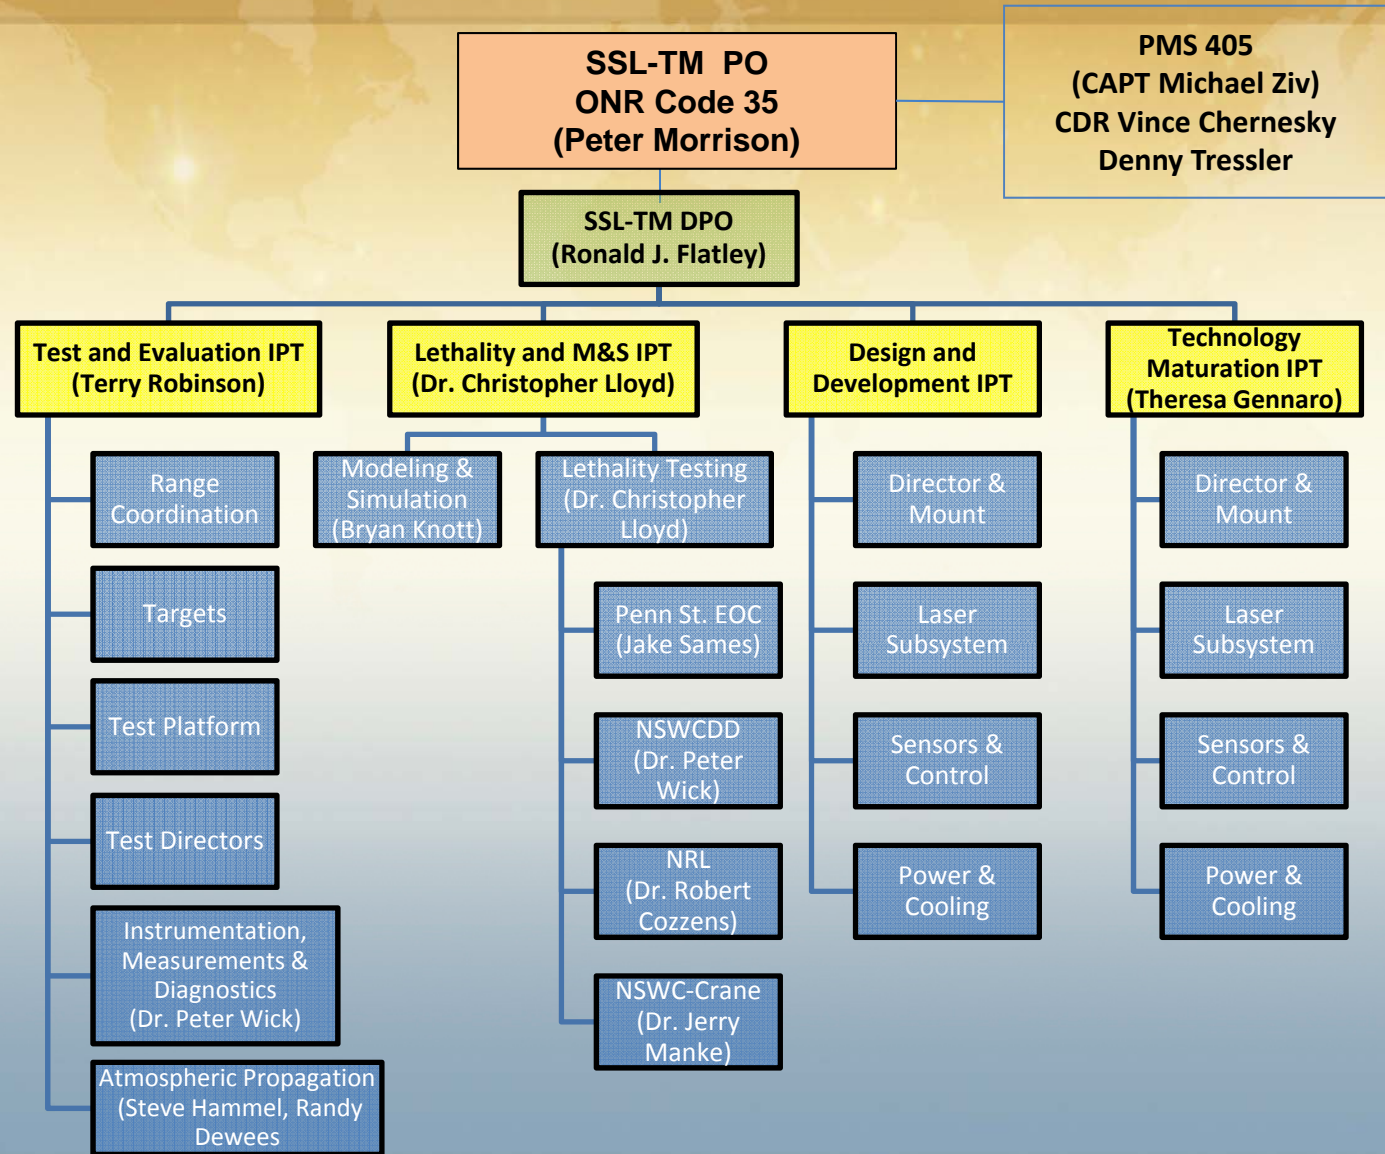 SSL-TM PO
ONR Code 35
(Peter Morrison)
PMS 405
(CAPT Michael Ziv)
CDR Vince Chernesky
Denny Tressler
SSL-TM DPO
(Ronald J. Flatley)
Test and Evaluation IPT
(Terry Robinson)
Range
Coordination
Targets
Test Platform
Test Directors
Instrumentation,
Measurements &
Diagnostics
(Dr. Peter Wick)
Atmospheric Propagation
(Steve Hammel, Randy
Dewees
Lethality and M&S IPT
(Dr. Christopher Lloyd)
Modeling &
Simulation
(Bryan Knott)
Lethality Testing
(Dr. Christopher
Lloyd)
Penn St. EOC
(Jake Sames)
NSWCDD
(Dr. Peter
Wick)
NRL
(Dr. Robert
Cozzens)
NSWC-Crane
(Dr. Jerry
Manke)
Design and
Development IPT
Director &
Mount
Laser
Subsystem
Sensors &
Control
Power &
Cooling
Technology
Maturation IPT
(Theresa Gennaro)
Director &
Mount
Laser
Subsystem
Sensors &
Control
Power &
Cooling